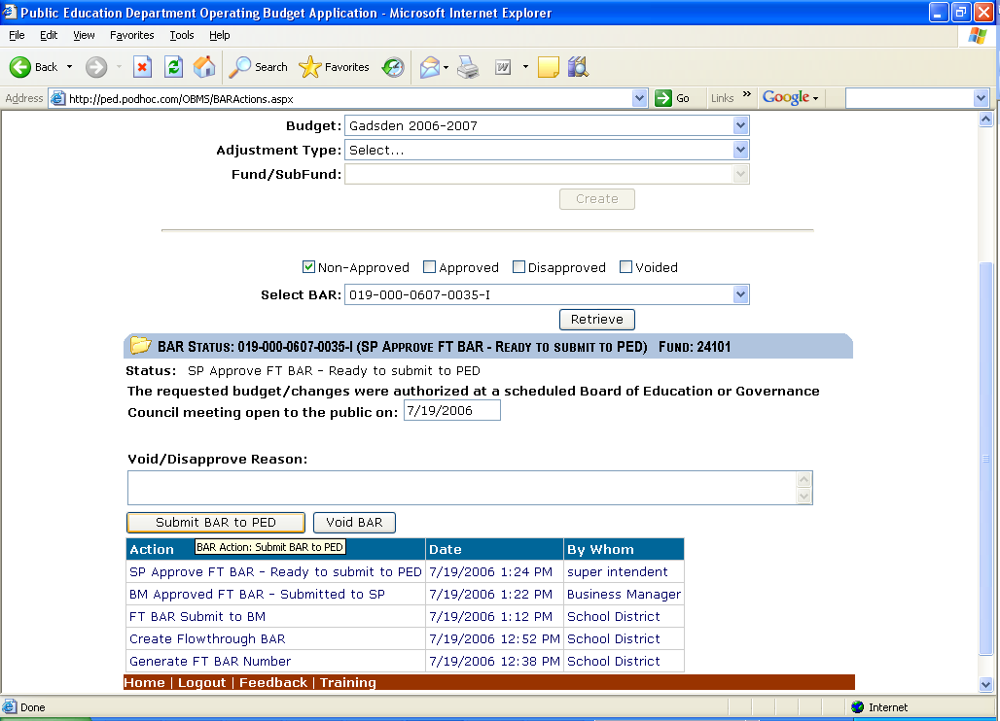 Public Education Department Operating Budget Application - Microsoft Internet Explorer
File Edit View Favorites Tools Help
Back Search Favorites W
Address http://ped.podhoc.com/OBMS/BARActions.aspx Go Links » Google
Budget: Gadsden 2006-2007
Adjustment Type: Select...
Fund/SubFund:
Create
Non-Approved Approved Disapproved Voided
Select BAR: 019-000-0607-0035-I
Retrieve
BAR Status: 019-000-0607-0035-I (SP Approve FT BAR - Ready to submit to PED) Fund: 24101
Status: SP Approve FT BAR - Ready to submit to PED
The requested budget/changes were authorized at a scheduled Board of Education or Governance
Council meeting open to the public on: 7/19/2006
Void/Disapprove Reason:
Submit BAR to PED Void BAR
Action BAR Action: Submit BAR to PED Date By Whom
SP Approve FT BAR - Ready to submit to PED 7/19/2006 1:24 PM super intendent
BM Approved FT BAR - Submitted to SP 7/19/2006 1:22 PM Business Manager
FT BAR Submit to BM 7/19/2006 1:12 PM School District
Create Flowthrough BAR 7/19/2006 12:52 PM School District
Generate FT BAR Number 7/19/2006 12:38 PM School District
Home | Logout | Feedback | Training
Done Internet